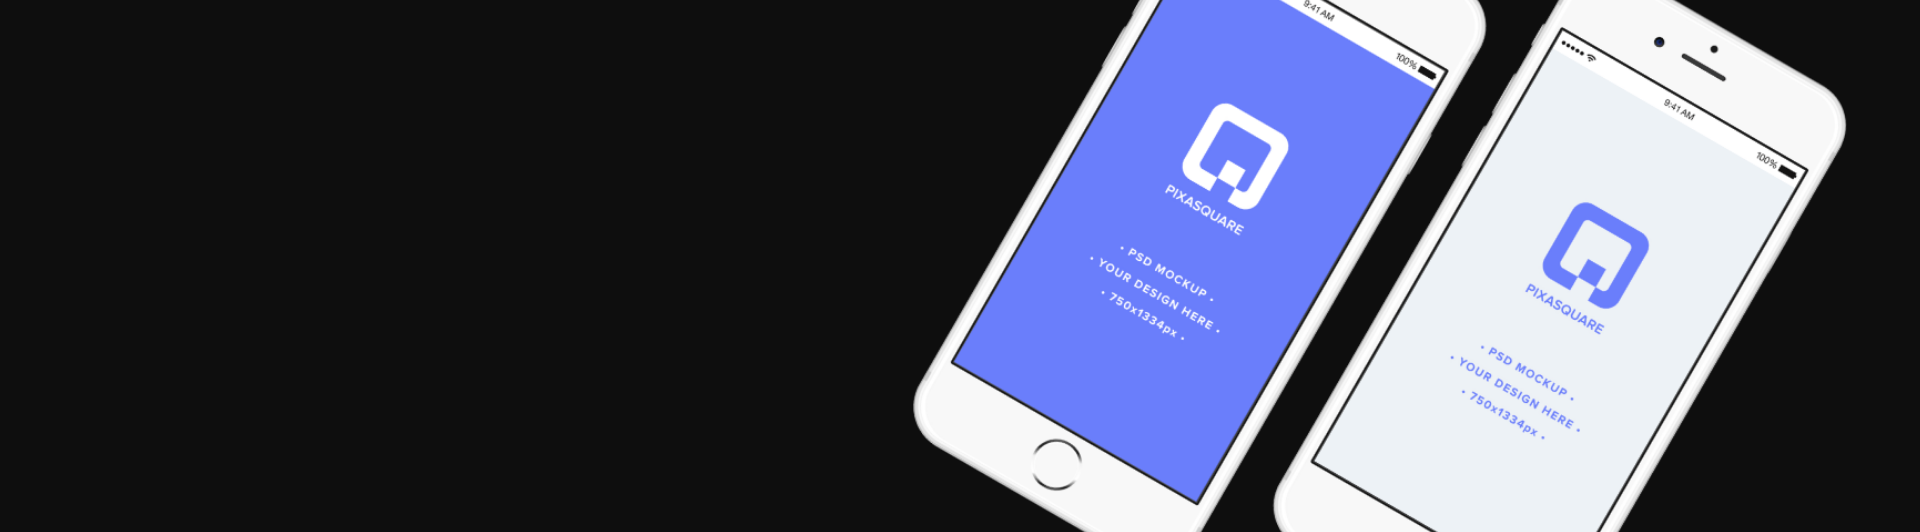 9:41 AM
100%
PIXASQUARE
• PSD MOCKUP •
• YOUR DESIGN HERE •
• 750x1334px •
9:41 AM
100%
PIXASQUARE
• PSD MOCKUP •
• YOUR DESIGN HERE •
• 750x1334px •